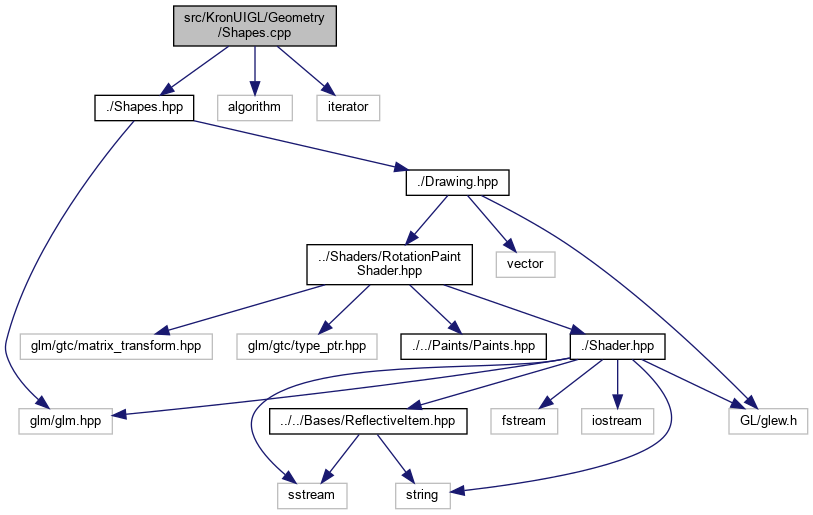 src/KronUIGL/Geometry
/Shapes.cpp
./Shapes.hpp
algorithm
iterator
./Drawing.hpp
../Shaders/RotationPaint
Shader.hpp
vector
glm/gtc/matrix_transform.hpp
glm/gtc/type_ptr.hpp
./../Paints/Paints.hpp
./Shader.hpp
glm/glm.hpp
../../Bases/ReflectiveItem.hpp
fstream
iostream
GL/glew.h
sstream
string